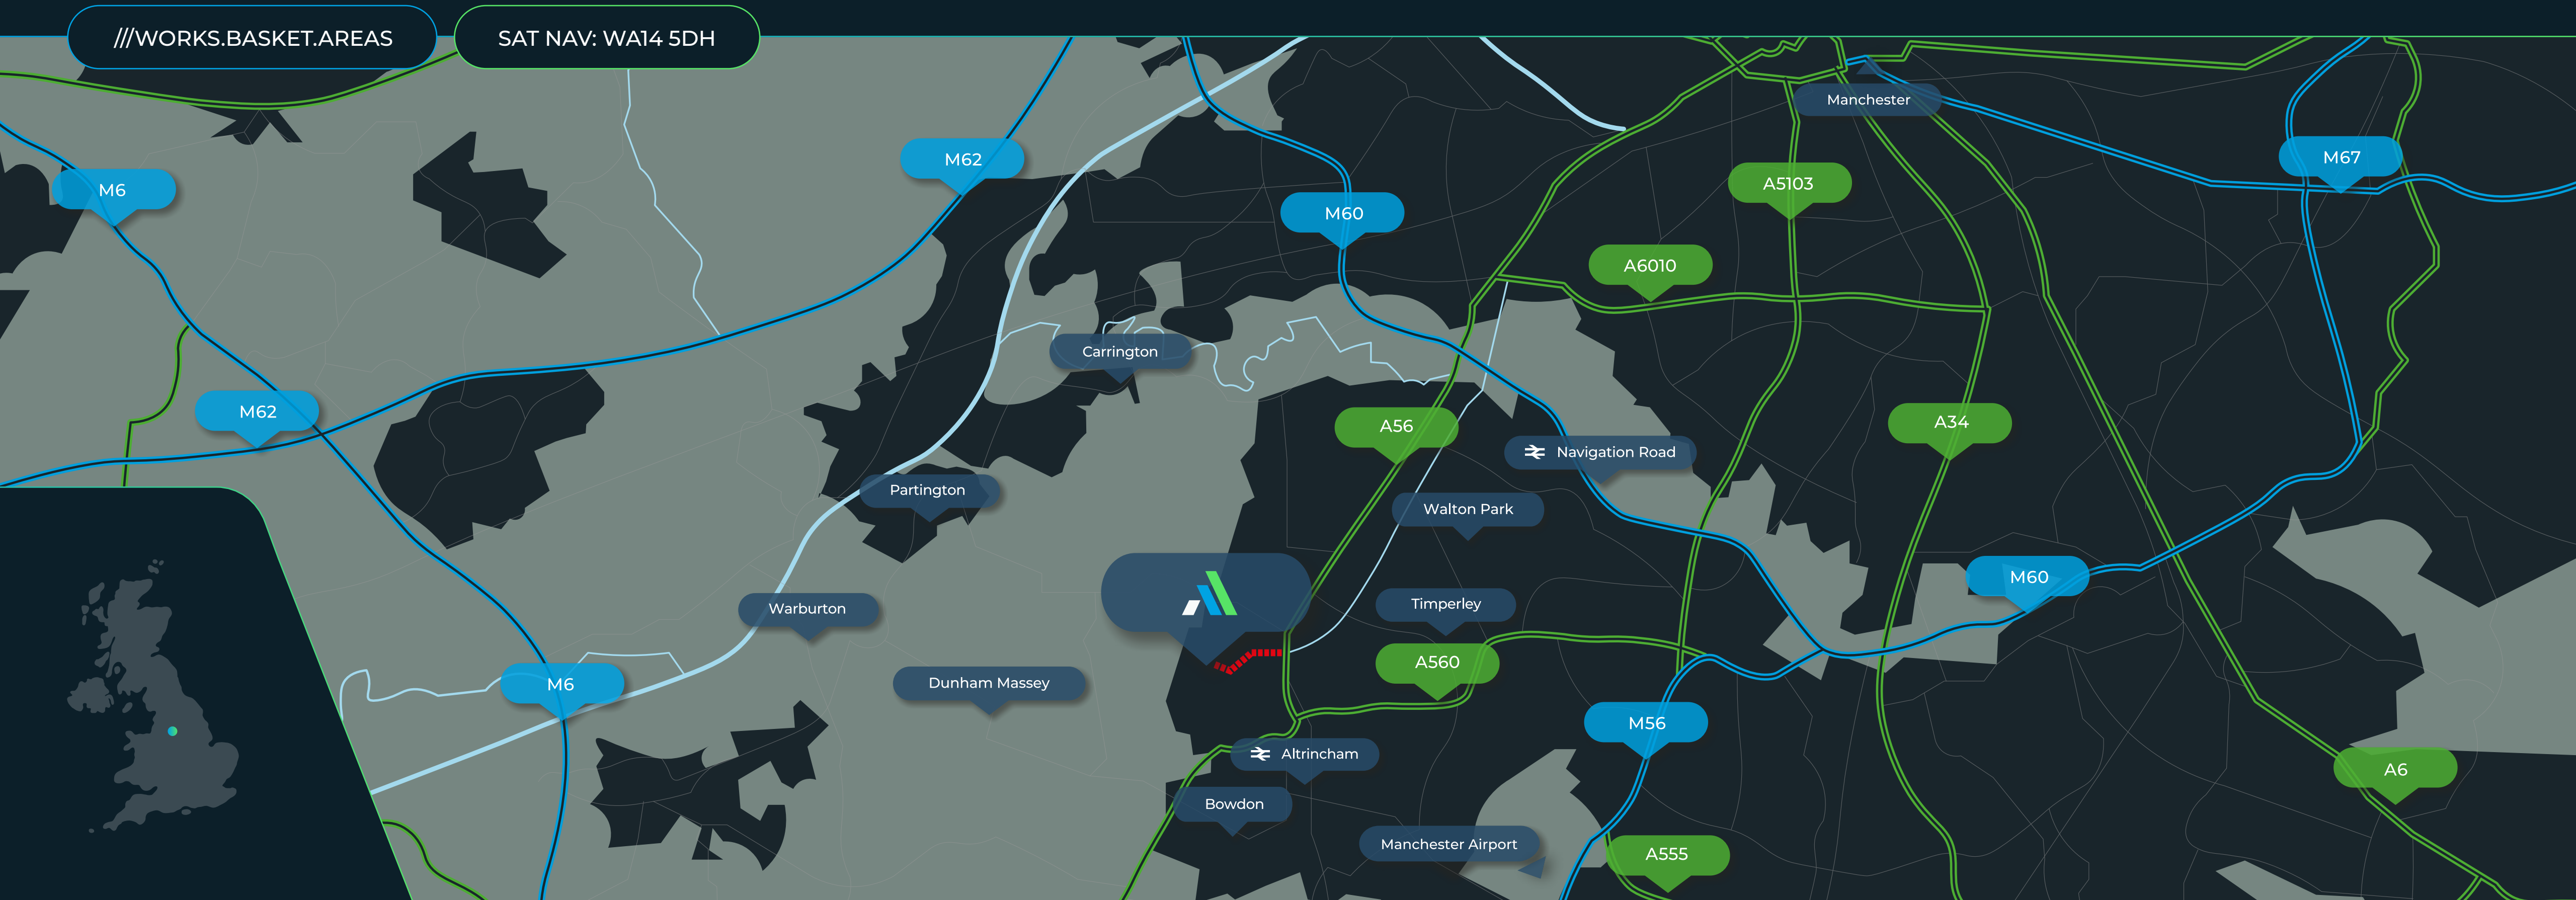 ///WORKS.BASKET.AREAS
SAT NAV: WA14 5DH
Manchester
M62
M67
M6
A5103
M60
A6010
Carrington
M62
A56
A34
Navigation Road
Partington
Walton Park
M60
Warburton
Timperley
A560
Dunham Massey
M6
M56
Altrincham
A6
Bowdon
Manchester Airport
A555